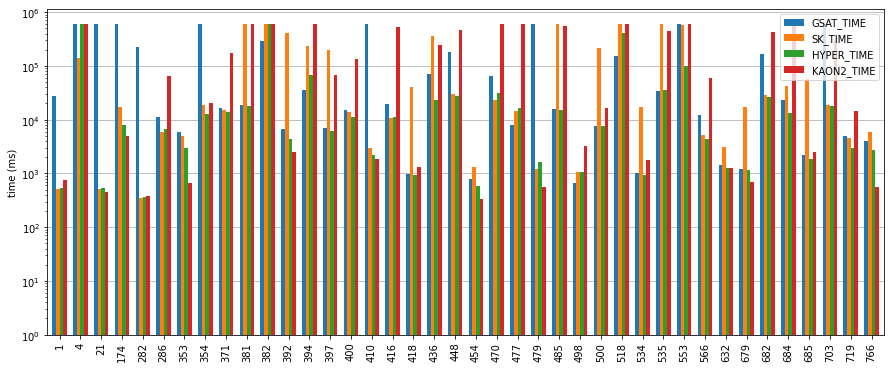 10⁶
10⁵
10⁴
10³
10²
10¹
10⁰
time (ms)
GSAT_TIME
SK_TIME
HYPER_TIME
KAON2_TIME
1 4 21 174 282 286 353 354 371 381 382 392 394 397 400 410 416 418 436 448 454 470 477 479 485 498 500 518 534 535 553 566 632 679 682 684 685 703 719 766